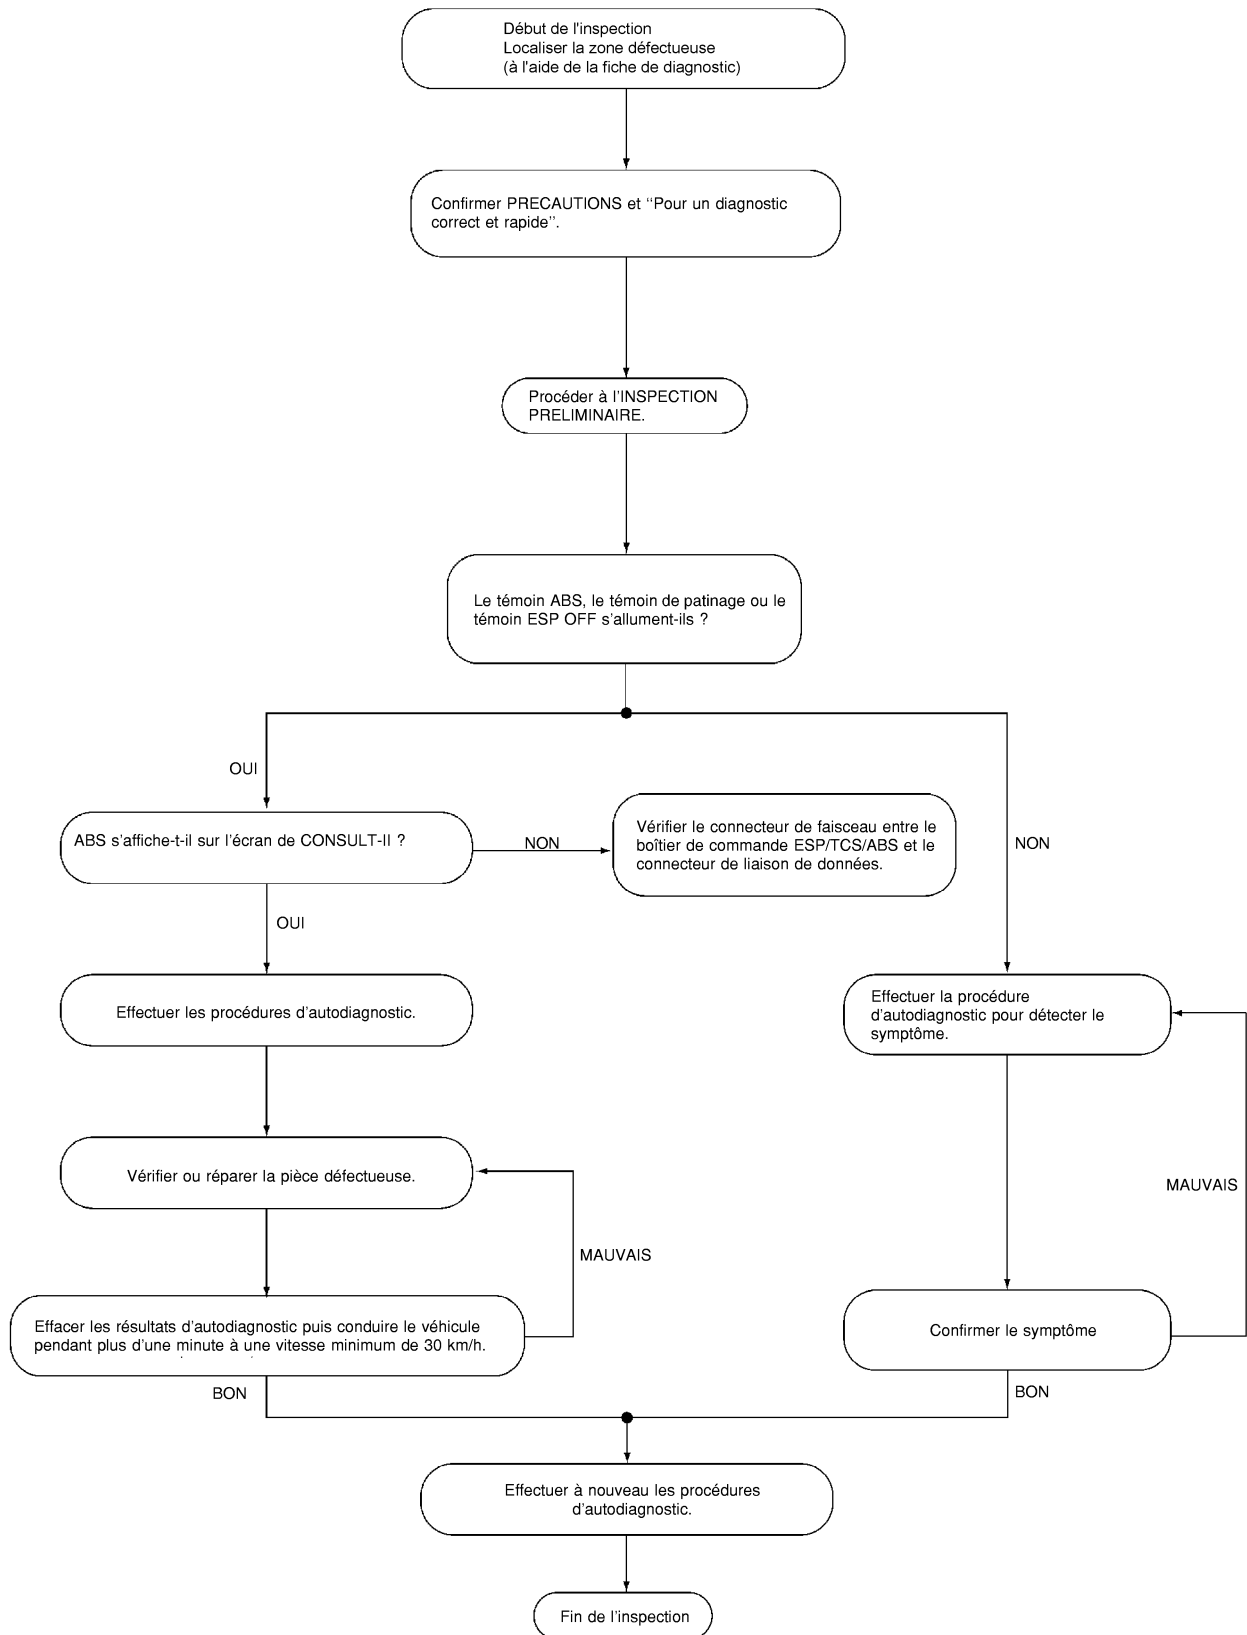 Début de l'inspection
Localiser la zone défectueuse
(à l'aide de la fiche de diagnostic)
Confirmer PRECAUTIONS et “Pour un diagnostic
correct et rapide”.
Procéder à l'INSPECTION
PRELIMINAIRE.
Le témoin ABS, le témoin de patinage ou le
témoin ESP OFF s'allument-ils ?
OUI
ABS s'affiche-t-il sur l'écran de CONSULT-II ?
NON
Vérifier le connecteur de faisceau entre le
boîtier de commande ESP/TCS/ABS et le
connecteur de liaison de données.
NON
OUI
Effectuer les procédures d'autodiagnostic.
Effectuer la procédure
d'autodiagnostic pour détecter le
symptôme.
Vérifier ou réparer la pièce défectueuse.
MAUVAIS
MAUVAIS
Effacer les résultats d'autodiagnostic puis conduire le véhicule
pendant plus d'une minute à une vitesse minimum de 30 km/h.
Confirmer le symptôme
BON
BON
Effectuer à nouveau les procédures
d'autodiagnostic.
Fin de l'inspection